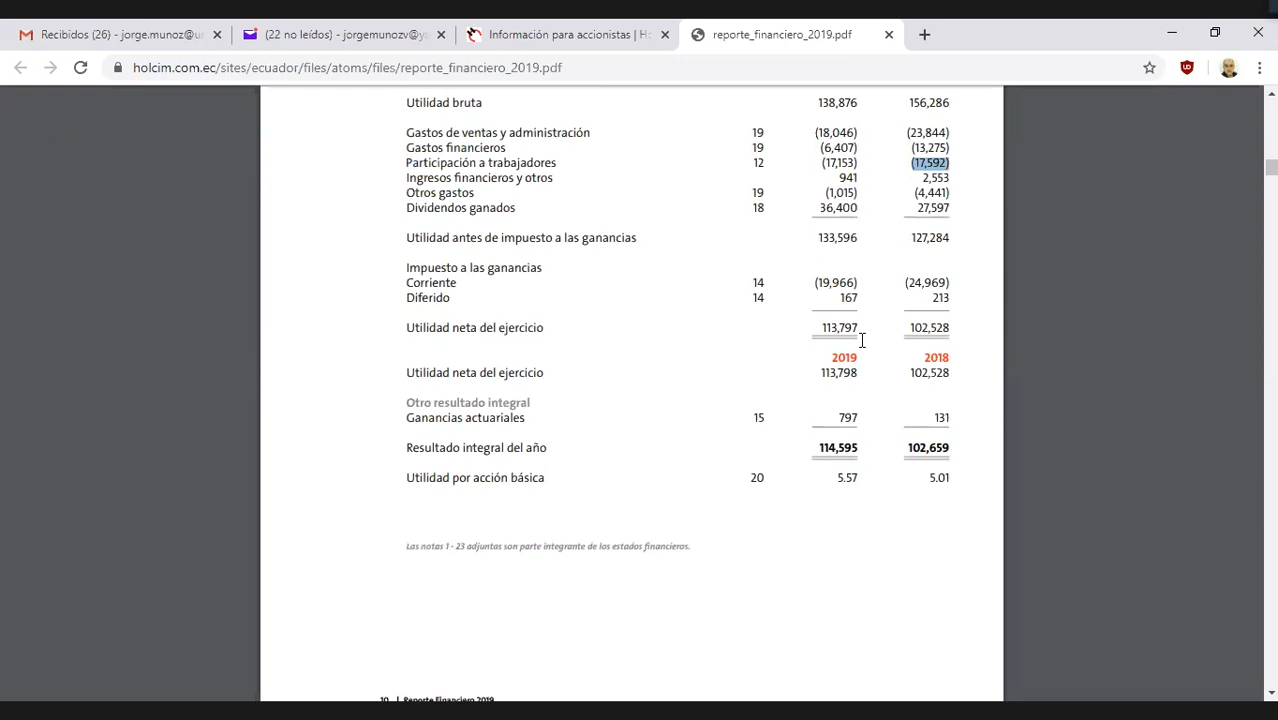 Recibidos (26) - jorge.munoz@u
(22 no leídos) - jorgemunozv@y
Información para accionistas | Ho
reporte_financiero_2019.pdf
holcim.com.ec/sites/ecuador/files/atoms/files/reporte_financiero_2019.pdf
Utilidad bruta 138,876 156,286
Gastos de ventas y administración 19 (18,046) (23,844)
Gastos financieros 19 (6,407) (13,275)
Participación a trabajadores 12 (17,153) (17,592)
Ingresos financieros y otros 941 2,553
Otros gastos 19 (1,015) (4,441)
Dividendos ganados 18 36,400 27,597
Utilidad antes de impuesto a las ganancias 133,596 127,284
Impuesto a las ganancias
Corriente 14 (19,966) (24,969)
Diferido 14 167 213
Utilidad neta del ejercicio 113,797 102,528
2019 2018
Utilidad neta del ejercicio 113,798 102,528
Otro resultado integral
Ganancias actuariales 15 797 131
Resultado integral del año 114,595 102,659
Utilidad por acción básica 20 5.57 5.01
Las notas 1 - 23 adjuntas son parte integrante de los estados financieros.
10 | Reporte Financiero 2019